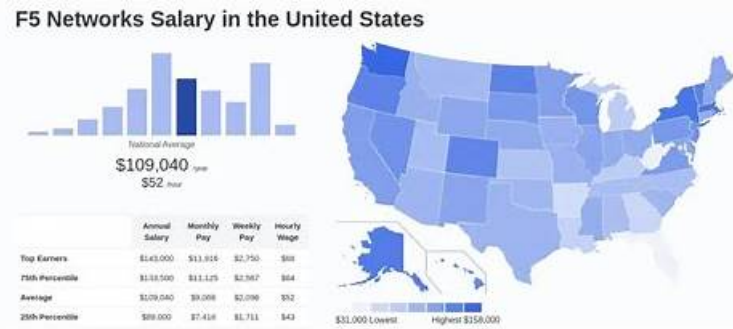 F5 Networks Salary in the United States
National Average
$109,040 /year
$52 /hour
Annual Salary Monthly Pay Weekly Pay Hourly Wage
Top Earners $143,000 $11,916 $2,750 $69
75th Percentile $133,500 $11,125 $2,567 $64
Average $109,040 $9,086 $2,096 $52
25th Percentile $89,000 $7,416 $1,711 $43
$31,000 Lowest Highest $158,000